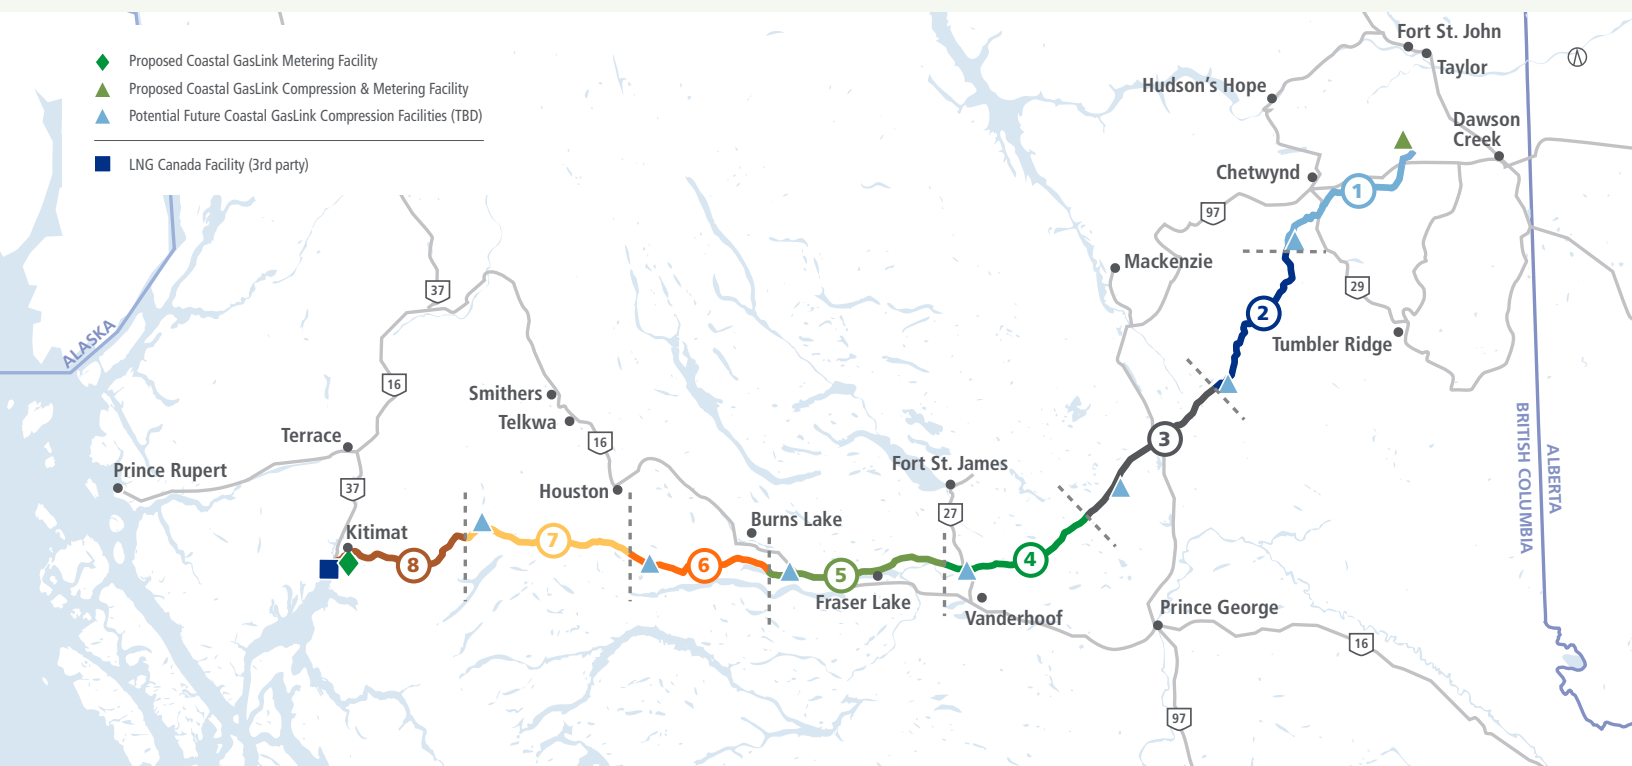 Proposed Coastal GasLink Metering Facility
Proposed Coastal GasLink Compression & Metering Facility
Potential Future Coastal GasLink Compression Facilities (TBD)
LNG Canada Facility (3rd party)
Fort St. John
Taylor
Hudson's Hope
Dawson
Creek
Chetwynd
1
97
Mackenzie
29
2
Tumbler Ridge
ALASKA
37
16
Smithers
Telkwa
16
Terrace
Prince Rupert
37
Houston
Kitimat
Fort St. James
27
3
BRITISH COLUMBIA
ALBERTA
Burns Lake
8
7
6
5
4
Fraser Lake
Vanderhoof
Prince George
16
97